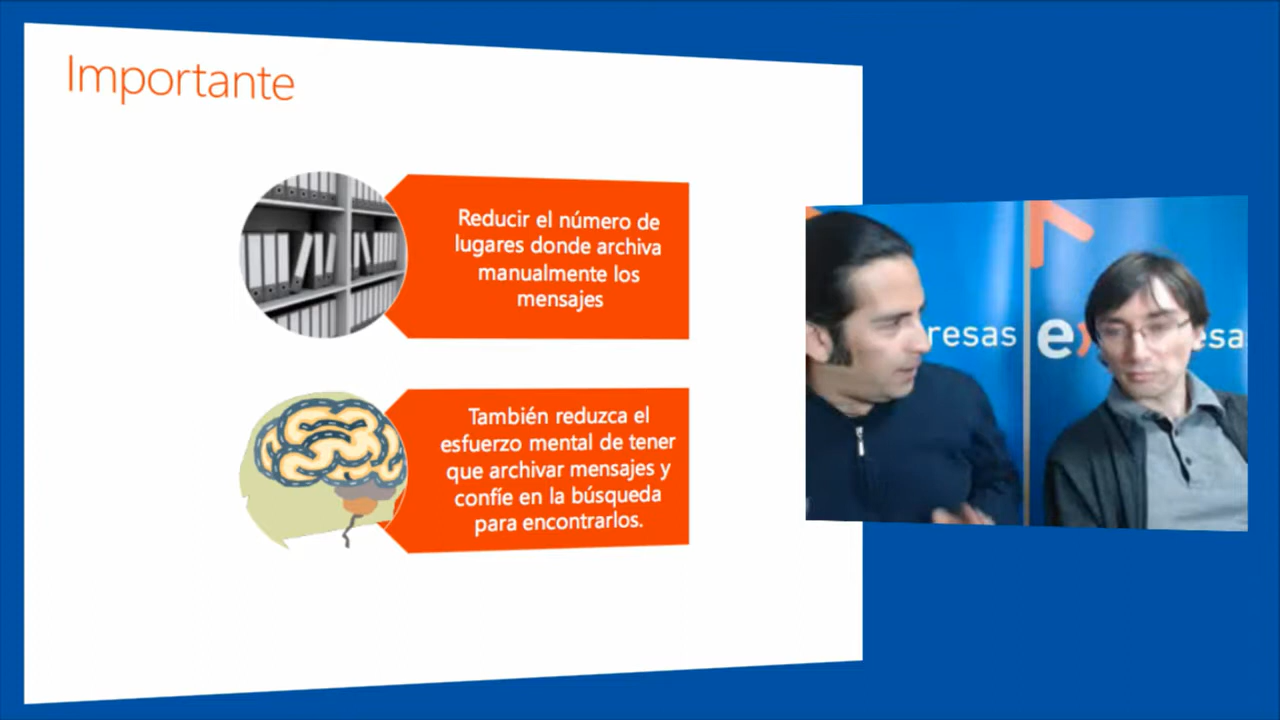 Importante
Reducir el número de
lugares donde archiva
manualmente los
mensajes
También reduzca el
esfuerzo mental de tener
que archivar mensajes y
confíe en la búsqueda
para encontrarlos.
resas
e
esa